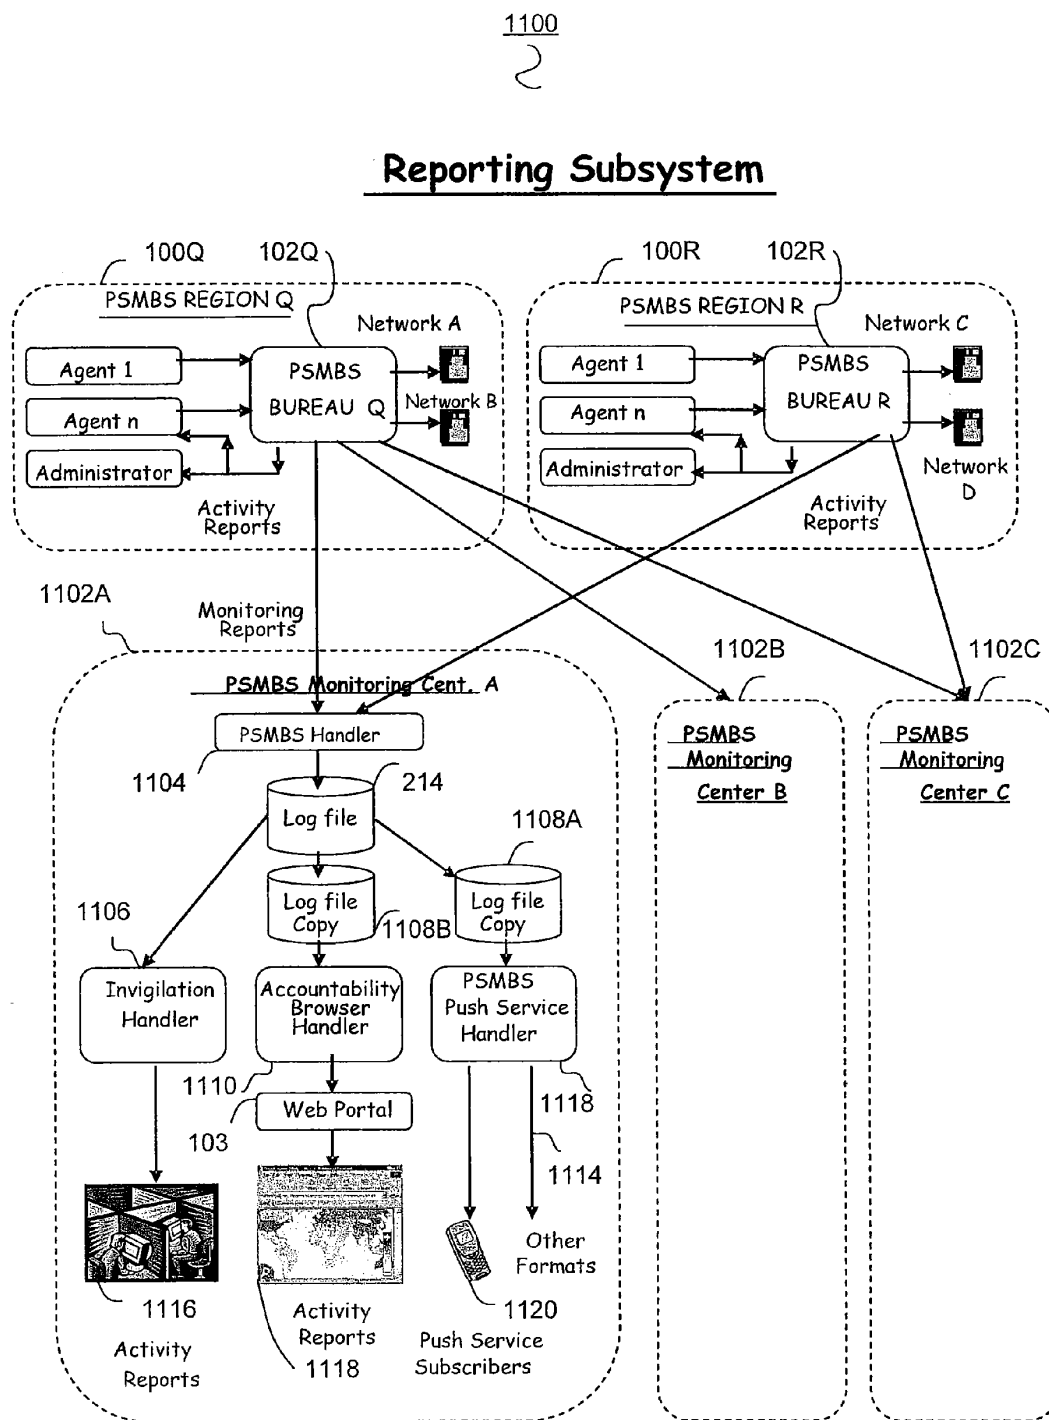 1100
Reporting Subsystem
100Q
102Q
100R
102R
PSMBS REGION Q
Network A
Agent 1
PSMBS
BUREAU Q
Network B
Agent n
Administrator
Activity
Reports
PSMBS REGION R
Network C
Agent 1
PSMBS
BUREAU R
Agent n
Administrator
Network
D
Activity
Reports
1102A
Monitoring
Reports
1102B
1102C
PSMBS Monitoring Cent. A
PSMBS Handler
1104
214
Log file
1108A
Log file
Copy
1108B
Log file
Copy
1106
Invigilation
Handler
Accountability
Browser
Handler
PSMBS
Push Service
Handler
1110
1118
Web Portal
103
1114
Other
Formats
1116
1120
Activity
Reports
Activity
Reports
1118
Push Service
Subscribers
PSMBS
Monitoring
Center B
PSMBS
Monitoring
Center C